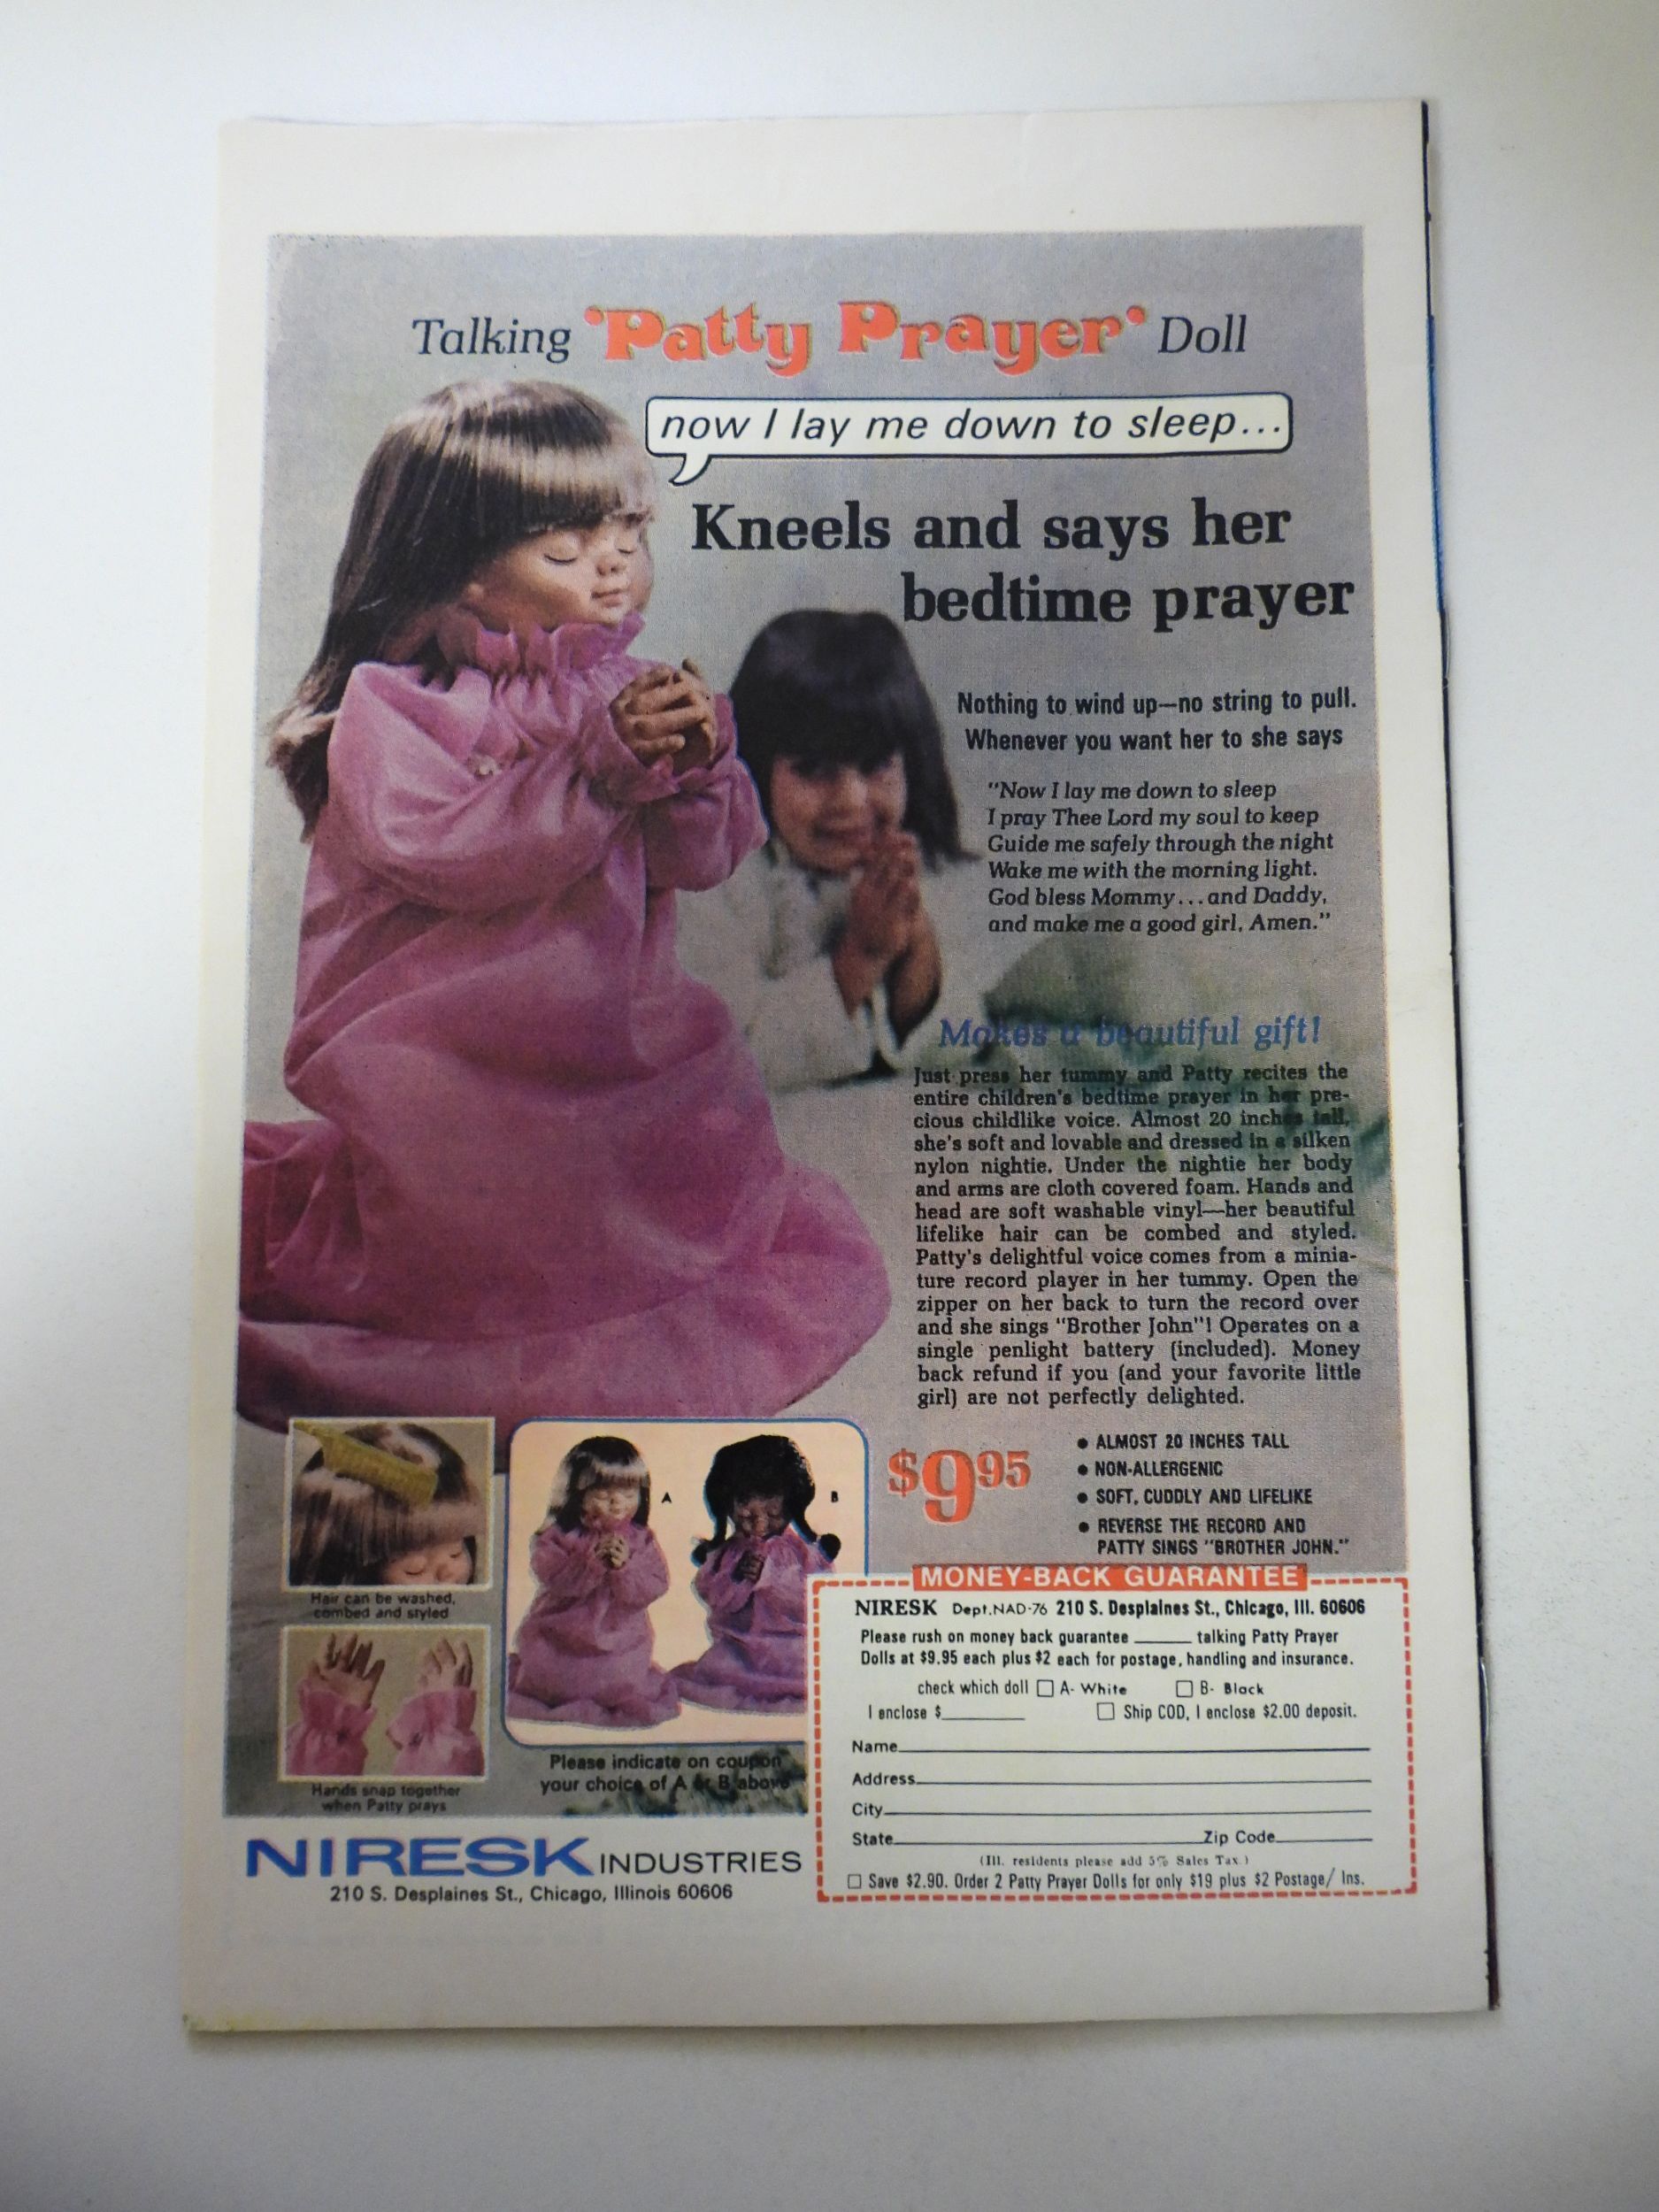 Talking 'Patty Prayer' Doll
now I lay me down to sleep...
Kneels and says her
bedtime prayer
Nothing to wind up—no string to pull.
Whenever you want her to she says
"Now I lay me down to sleep
I pray Thee Lord my soul to keep
Guide me safely through the night
Wake me with the morning light.
God bless Mommy...and Daddy,
and make me a good girl, Amen."
Makes a beautiful gift!
Just press her tummy and Patty recites the
entire children's bedtime prayer in her pre-
cious childlike voice. Almost 20 inches tall,
she's soft and lovable and dressed in a silken
nylon nightie. Under the nightie her body
and arms are cloth covered foam. Hands and
head are soft washable vinyl—her beautiful
lifelike hair can be combed and styled.
Patty's delightful voice comes from a minia-
ture record player in her tummy. Open the
zipper on her back to turn the record over
and she sings "Brother John"! Operates on a
single penlight battery (included). Money
back refund if you (and your favorite little
girl) are not perfectly delighted.
$9.95
• ALMOST 20 INCHES TALL
• NON-ALLERGENIC
• SOFT, CUDDLY AND LIFELIKE
• REVERSE THE RECORD AND
PATTY SINGS "BROTHER JOHN."
Hair can be washed,
combed and styled
Hands snap together
when Patty prays
A
B
Please indicate on coupon
your choice of A or B above
NIRESK INDUSTRIES
210 S. Desplaines St., Chicago, Illinois 60606
MONEY-BACK GUARANTEE
NIRESK Dept.NAD-76 210 S. Desplaines St., Chicago, Ill. 60606
Please rush on money back guarantee ______ talking Patty Prayer
Dolls at $9.95 each plus $2 each for postage, handling and insurance.
check which doll ☐ A- White ☐ B- Black
I enclose $________ ☐ Ship COD, I enclose $2.00 deposit.
Name
Address
City
State Zip Code
(Ill. residents please add 5% Sales Tax.)
☐ Save $2.90. Order 2 Patty Prayer Dolls for only $19 plus $2 Postage/ Ins.